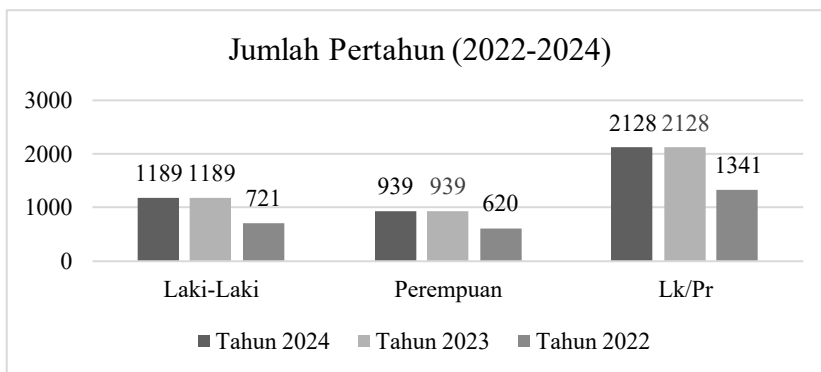 Jumlah Pertahun (2022-2024)
3000
2000
1000
0
1189 1189 721
939 939 620
2128 2128 1341
Laki-Laki Perempuan Lk/Pr
Tahun 2024 Tahun 2023 Tahun 2022